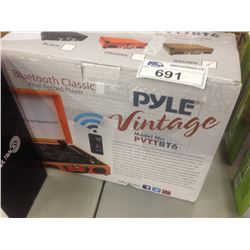 BLACK
ORANGE
BROWN
691
Bluetooth Classic
Vinyl Record Player
PYLE
Vintage
Model No:
PVTTBT6